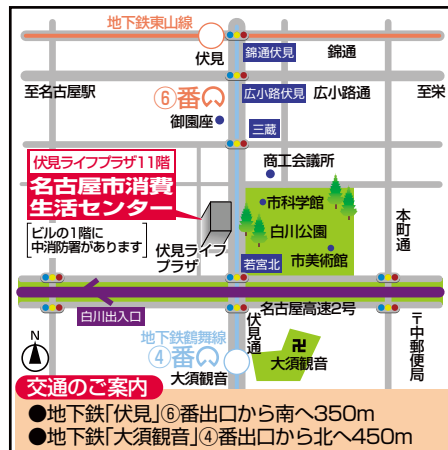 地下鉄東山線
伏見
錦通伏見
錦通
至名古屋駅
⑥番
広小路伏見
広小路通
至栄
御園座
三蔵
伏見ライフプラザ11階
名古屋市消費
生活センター
ビルの1階に
中消防署があります
商工会議所
市科学館
白川公園
市美術館
伏見ライフ
プラザ
若宮北
本町通
白川出入口
名古屋高速2号
伏見通
地下鉄鶴舞線
④番
大須観音
卍
大須観音
〒中郵便局
N
交通のご案内
●地下鉄「伏見」⑥番出口から南へ350m
●地下鉄「大須観音」④番出口から北へ450m